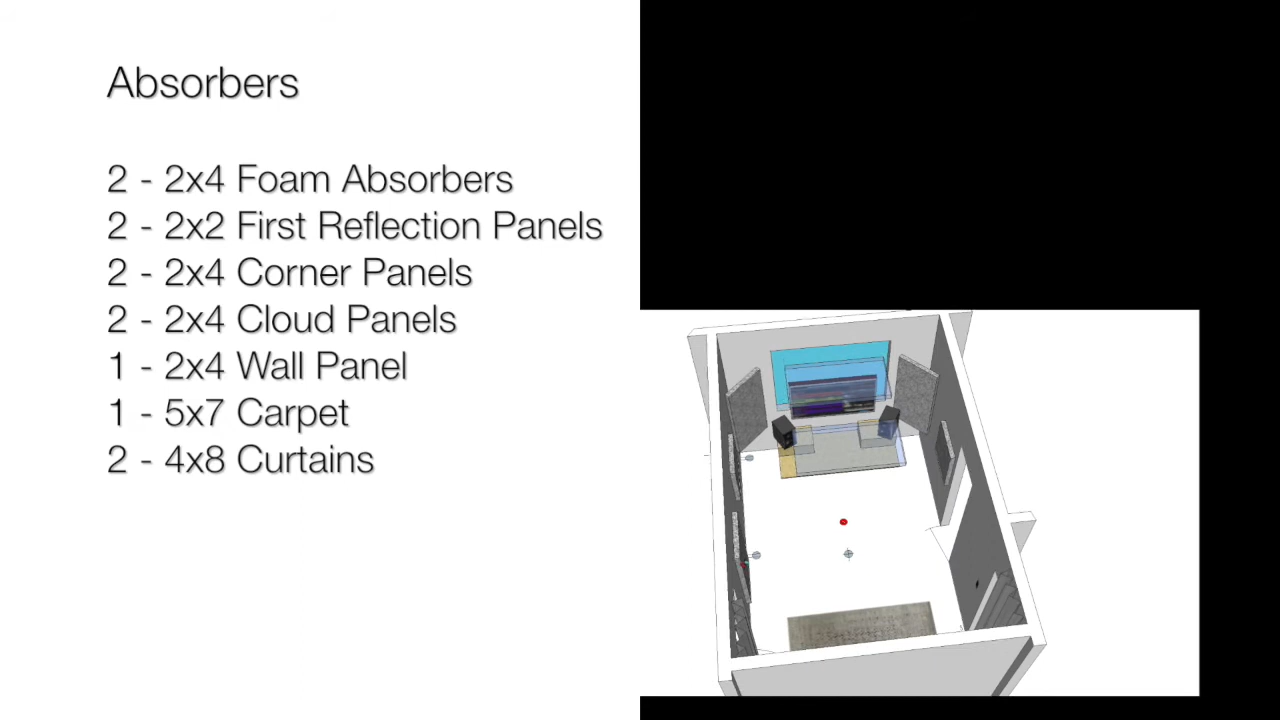 Absorbers
2 - 2x4 Foam Absorbers
2 - 2x2 First Reflection Panels
2 - 2x4 Corner Panels
2 - 2x4 Cloud Panels
1 - 2x4 Wall Panel
1 - 5x7 Carpet
2 - 4x8 Curtains